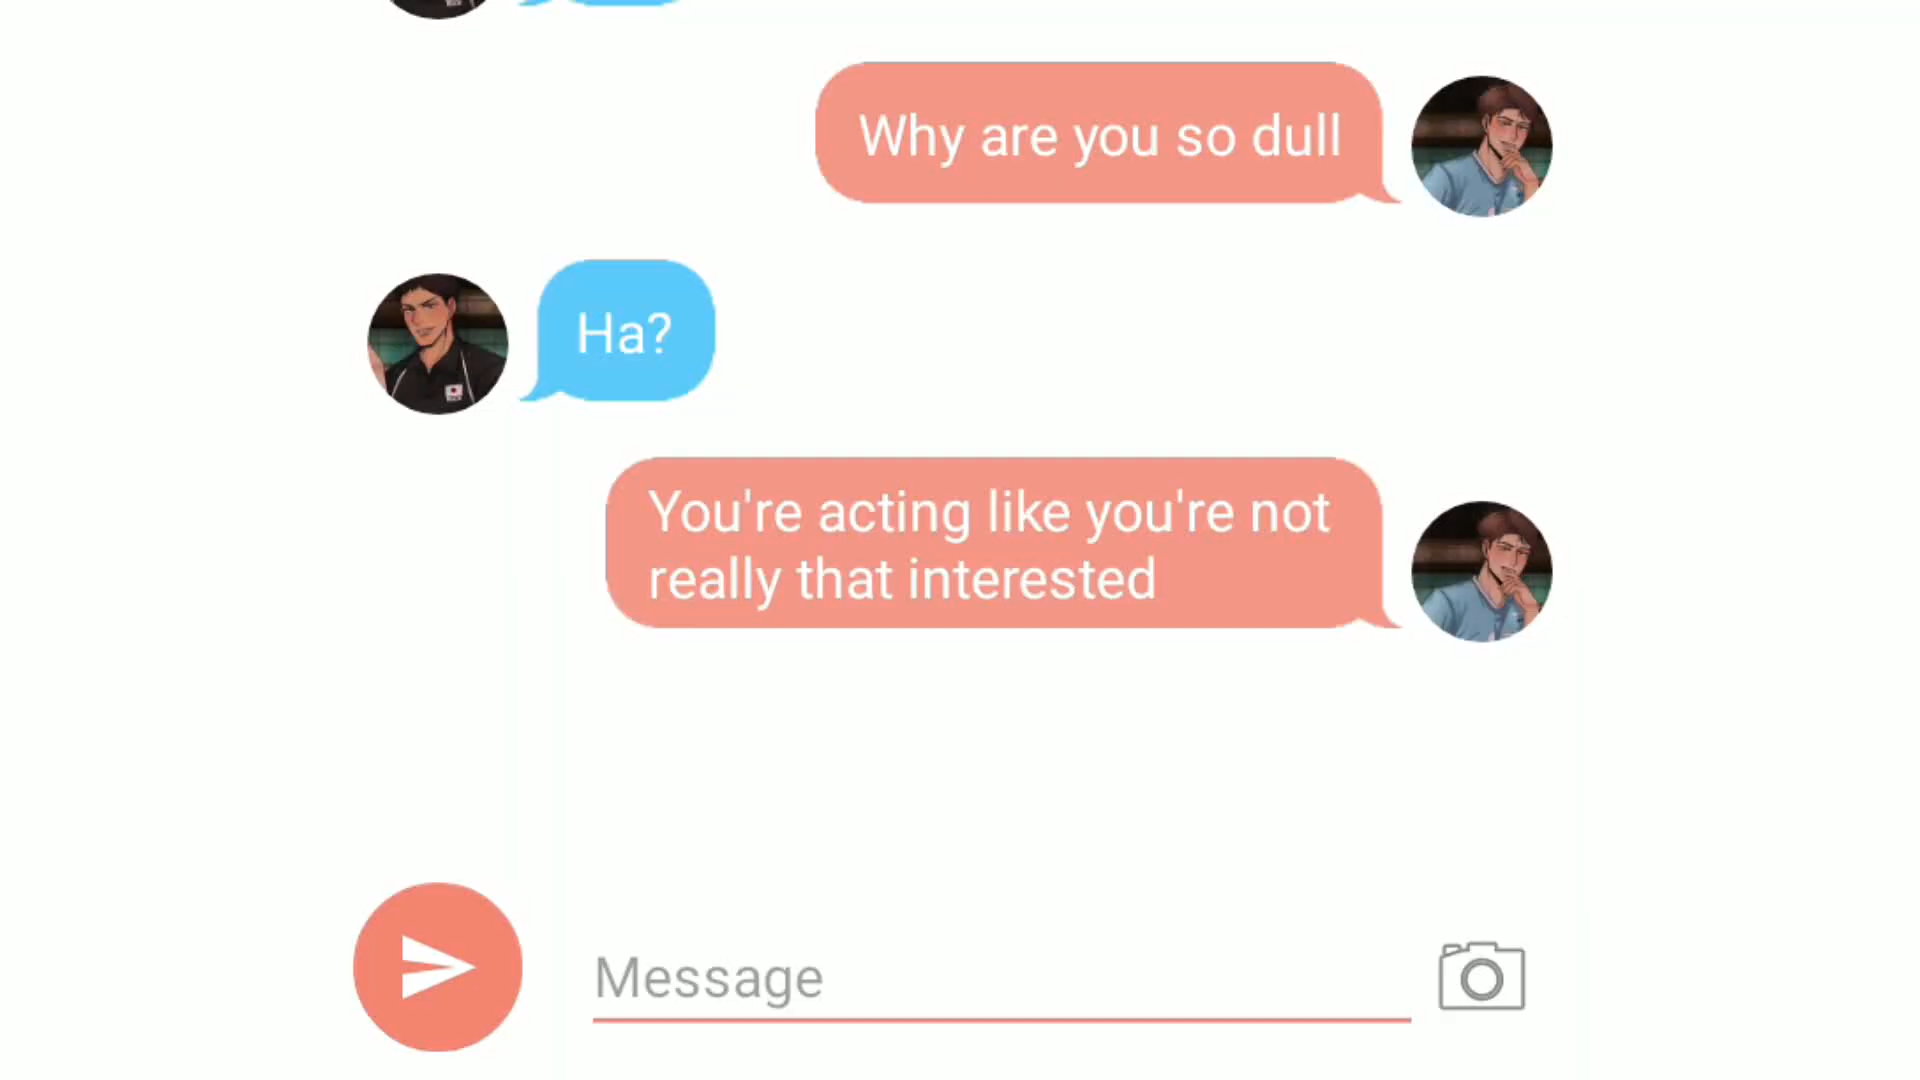 Why are you so dull
Ha?
You're acting like you're not
really that interested
Message